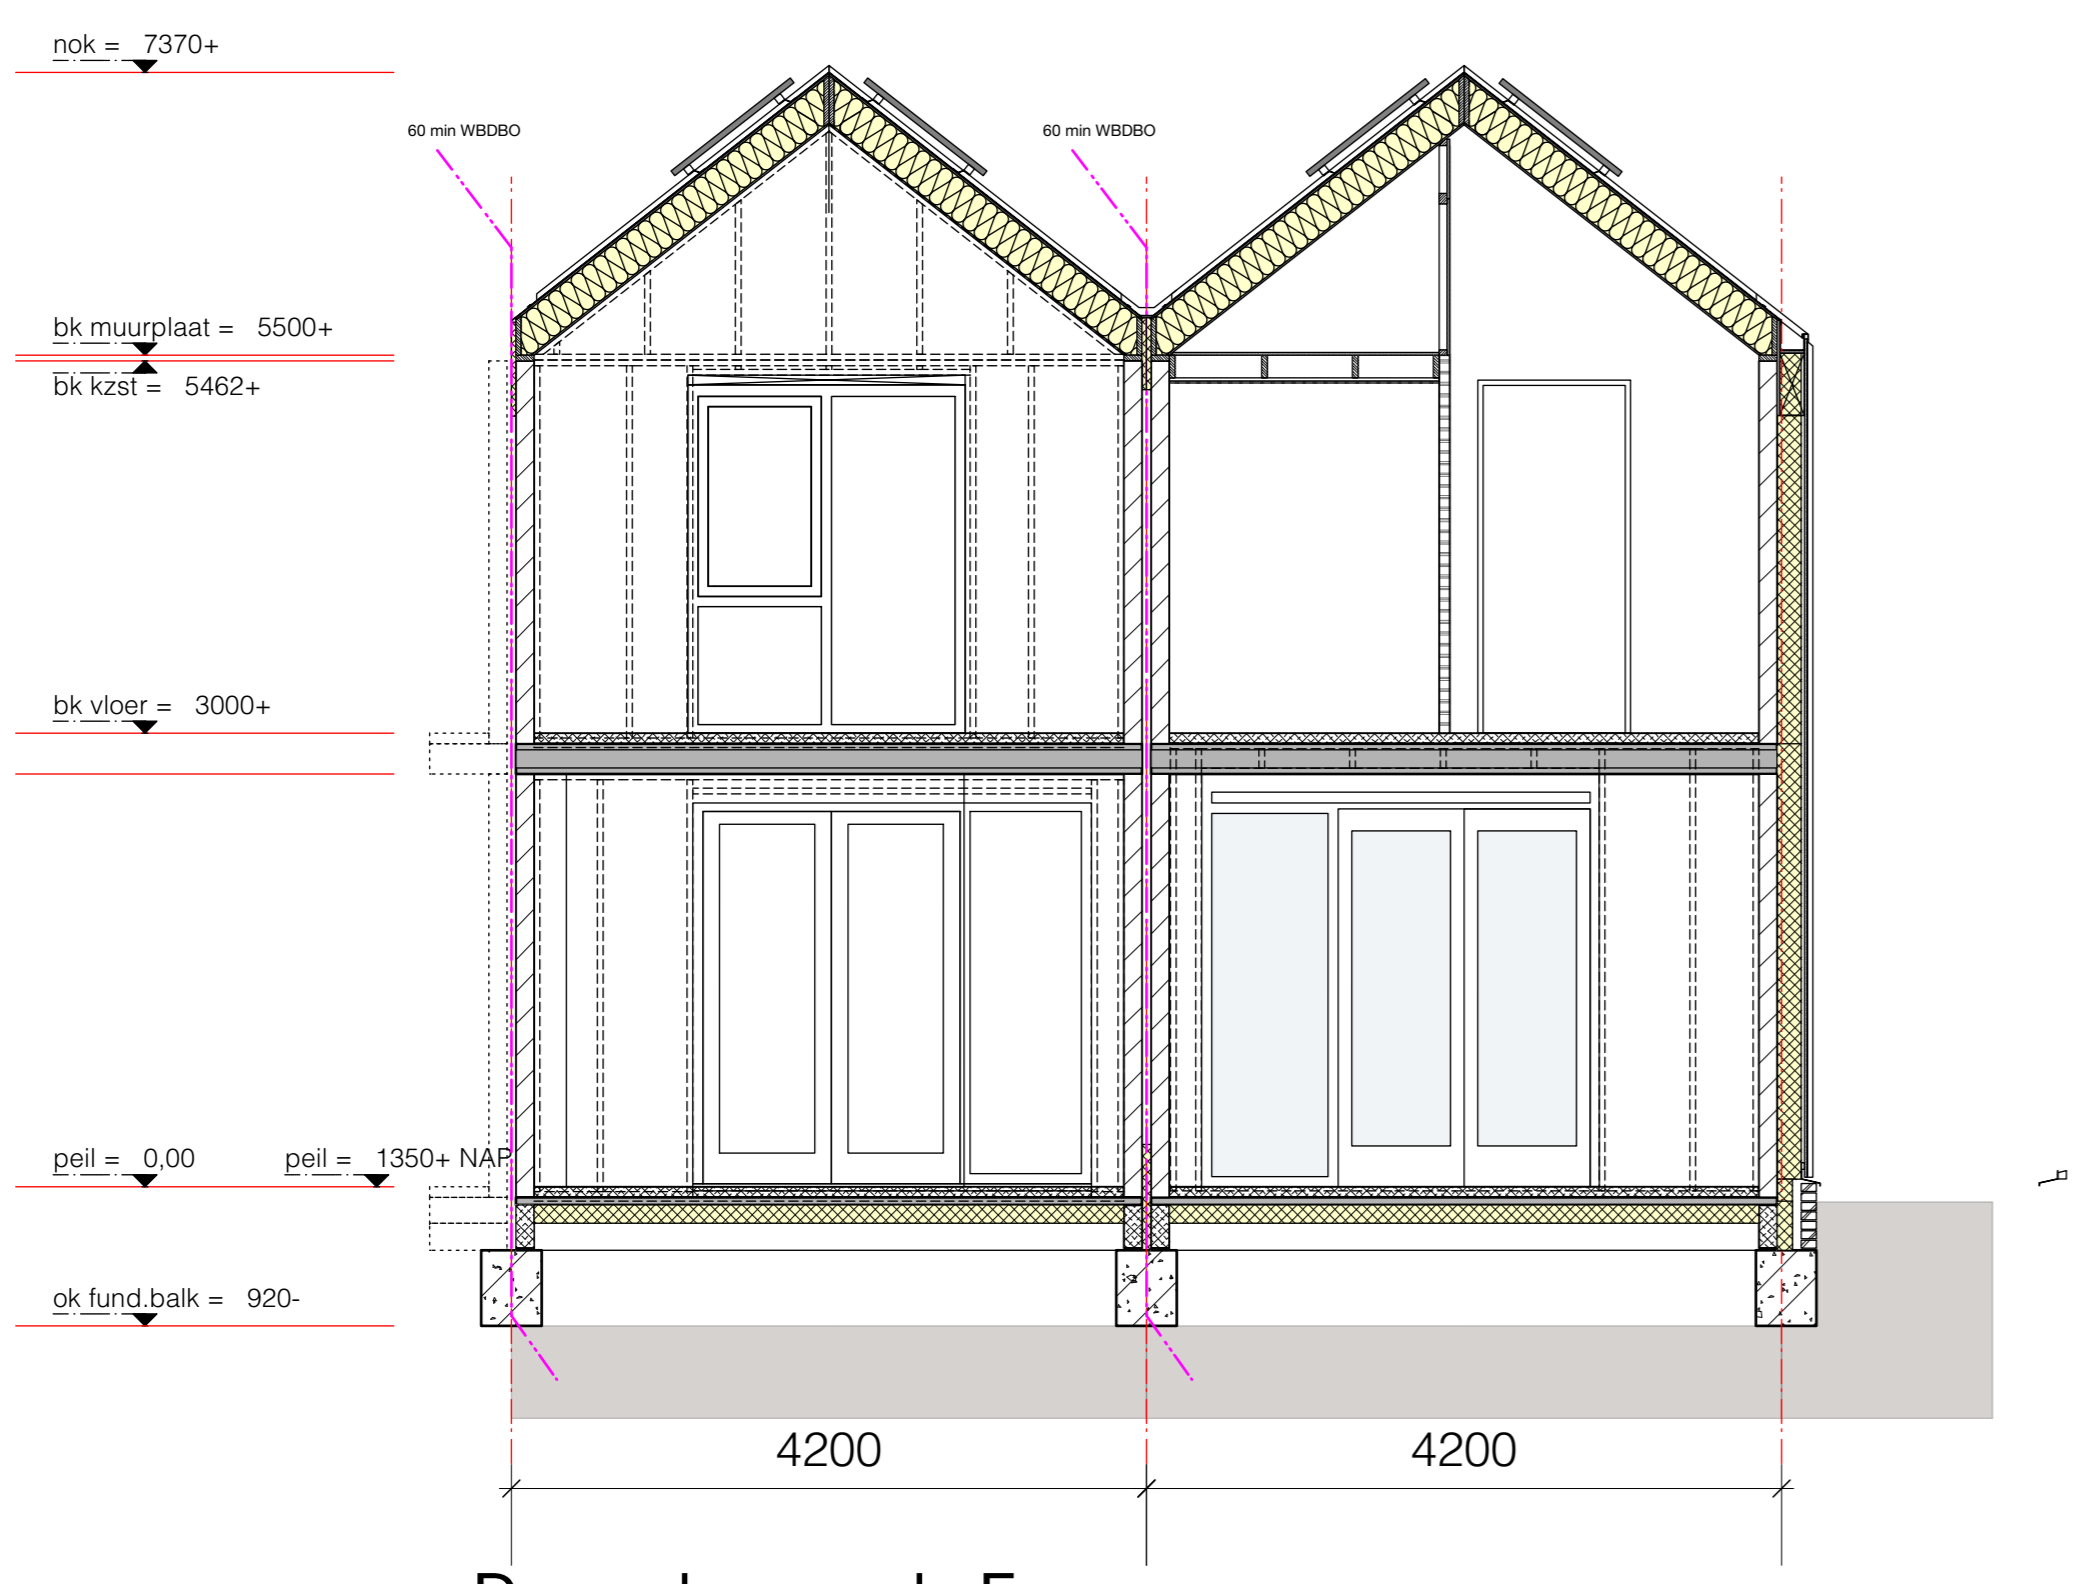 nok = 7370+
60 min WBDBO
60 min WBDBO
bk muurplaat = 5500+
bk kzst = 5462+
bk vloer = 3000+
peil = 0,00
peil = 1350+ NAP
ok fund.balk = 920-
4200
4200